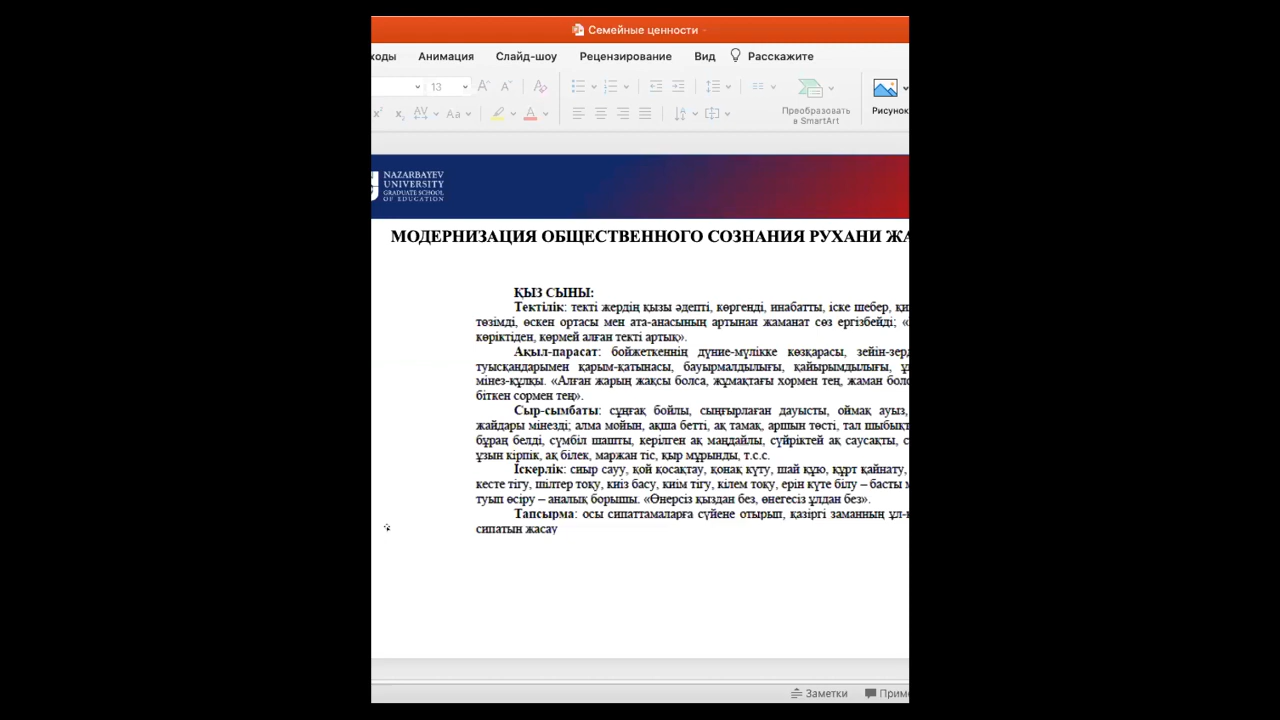 Семейные ценности
Анимация Слайд-шоу Рецензирование Вид Расскажите
13
Преобразовать
в SmartArt
Рисунок
NAZARBAYEV
UNIVERSITY
GRADUATE SCHOOL
OF EDUCATION
МОДЕРНИЗАЦИЯ ОБЩЕСТВЕННОГО СОЗНАНИЯ РУХАНИ
ҚЫЗ СЫНЫ:
Тектілік: текті жердің қызы әдепті, көргенді, инабатты, іске шебер,
төзімді, өскен ортасы мен ата-анасының артынан жаманат сөз ергізбейді; «
көріктіден, көрмей алған текті артық».
Ақыл-парасат: бойжеткеннің дүние-мүлікке көзқарасы,
туысқандарымен қарым-қатынасы, бауырмалдылығы, қайырымдылығы,
мінез-құлқы. «Алған жарың жақсы болса, жұмақтағы хормен тең, жаман
біткен сормен тең».
Сыр-сымбаты: сұңғақ бойлы, сыңғырлаған дауысты, оймақ ауыз,
жайдары мінезді; алма мойын, ақша бетті, ақ тамақ, аршын төсті, тал
бұраң белді, сүмбіл шашты, керілген ақ маңдайлы, сүйріктей ақ саусақты,
ұзын кірпік, ақ білек, маржан тіс, қыр мұрынды, т.с.с.
Іскерлік: сиыр сауу, қой қосақтау, қонақ күту, шай құю, құрт қайнату,
кесте тігу, шілтер тоқу, киіз басу, киім тігу, кілем тоқу, ерін күте білу – басты
туып өсіру – аналық борышы. «Өнерсіз қыздан без, өнегесіз ұлдан без».
Тапсырма: осы сипаттамаларға сүйене отырып, қазіргі заманның
сипатын жасау
Заметки